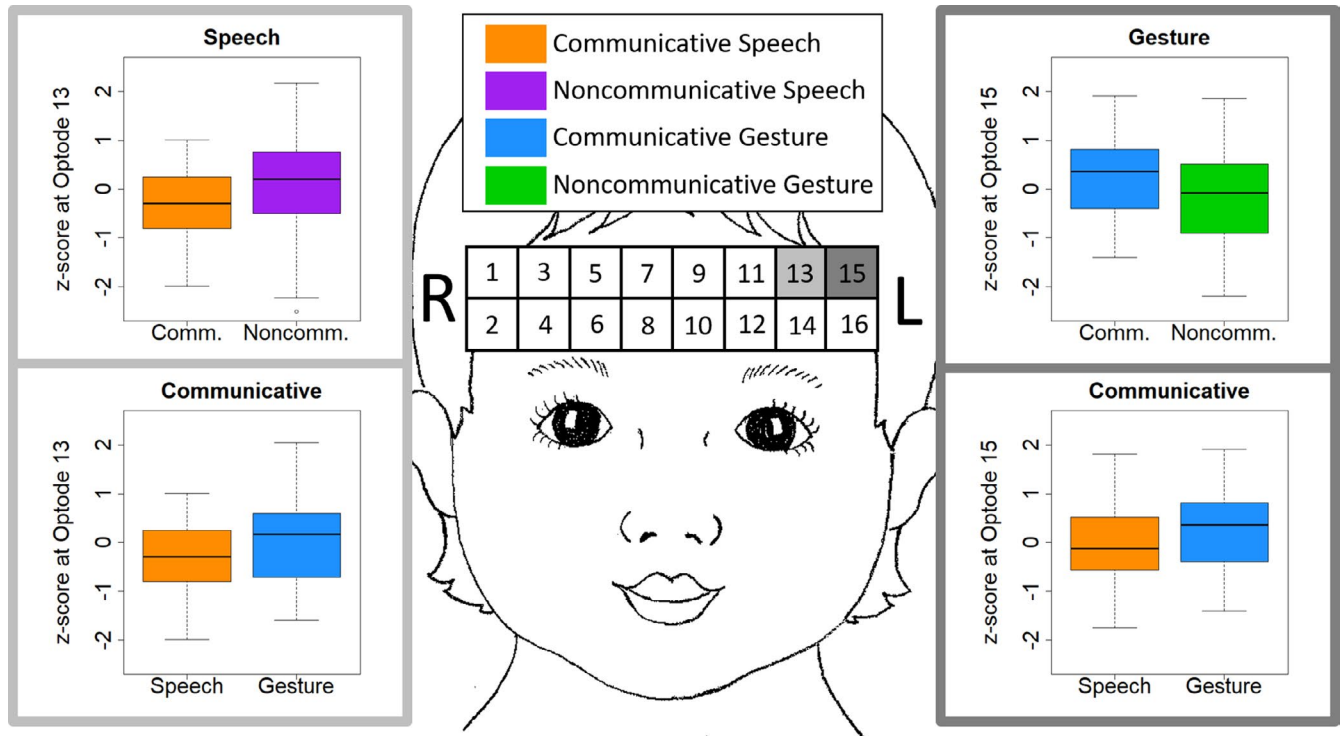 Speech
z-score at Optode 13
2
1
0
-1
-2
Comm. Noncomm.
Communicative
z-score at Optode 13
2
1
0
-1
-2
Speech Gesture
Communicative Speech
Noncommunicative Speech
Communicative Gesture
Noncommunicative Gesture
R
1 3 5 7 9 11 13 15
2 4 6 8 10 12 14 16
L
Gesture
z-score at Optode 15
2
1
0
-1
-2
Comm. Noncomm.
Communicative
z-score at Optode 15
2
1
0
-1
-2
Speech Gesture